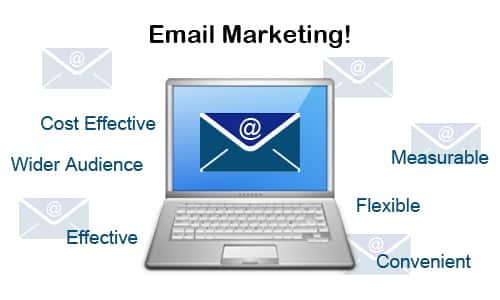 Email Marketing!
Cost Effective
Wider Audience
Effective
@
Measurable
Flexible
Convenient
@
@
@
@
@